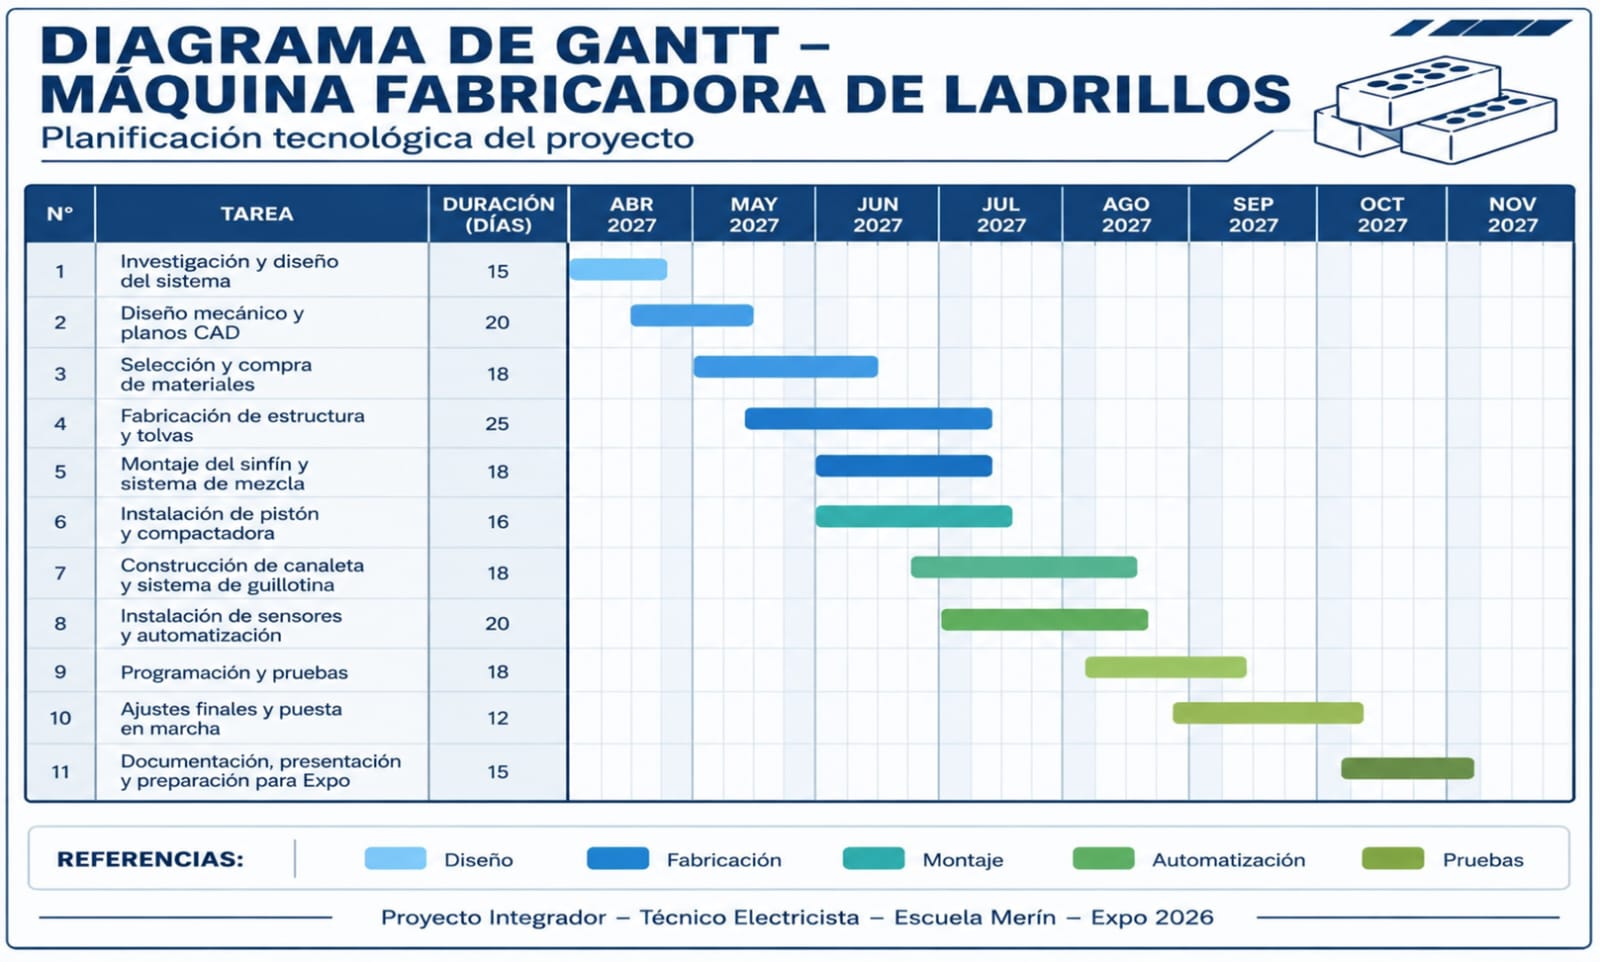 DIAGRAMA DE GANTT –
MÁQUINA FABRICADORA DE LADRILLOS
Planificación tecnológica del proyecto
N° TAREA DURACIÓN (DÍAS) ABR 2027 MAY 2027 JUN 2027 JUL 2027 AGO 2027 SEP 2027 OCT 2027 NOV 2027
1 Investigación y diseño
del sistema 15
2 Diseño mecánico y
planos CAD 20
3 Selección y compra
de materiales 18
4 Fabricación de estructura
y tolvas 25
5 Montaje del sinfín y
sistema de mezcla 18
6 Instalación de pistón
y compactadora 16
7 Construcción de canaleta
y sistema de guillotina 18
8 Instalación de sensores
y automatización 20
9 Programación y pruebas 18
10 Ajustes finales y puesta
en marcha 12
11 Documentación, presentación
y preparación para Expo 15
REFERENCIAS: Diseño Fabricación Montaje Automatización Pruebas
Proyecto Integrador – Técnico Electricista – Escuela Merín – Expo 2026